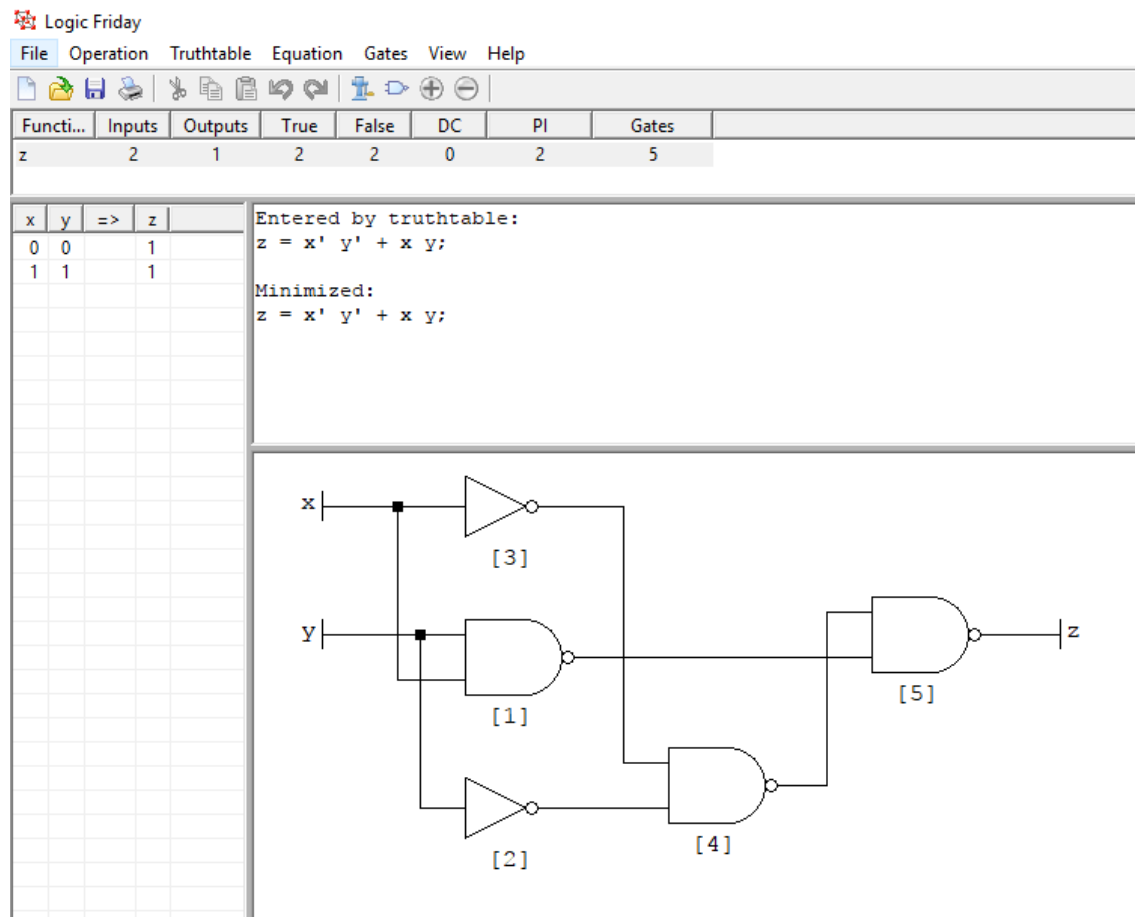 Logic Friday
File Operation Truthtable Equation Gates View Help
Functi... Inputs Outputs True False DC PI Gates
z 2 1 2 2 0 2 5
x y => z
0 0 1
1 1 1
Entered by truthtable:
z = x' y' + x y;
Minimized:
z = x' y' + x y;
x
[3]
y
z
[5]
[1]
[4]
[2]